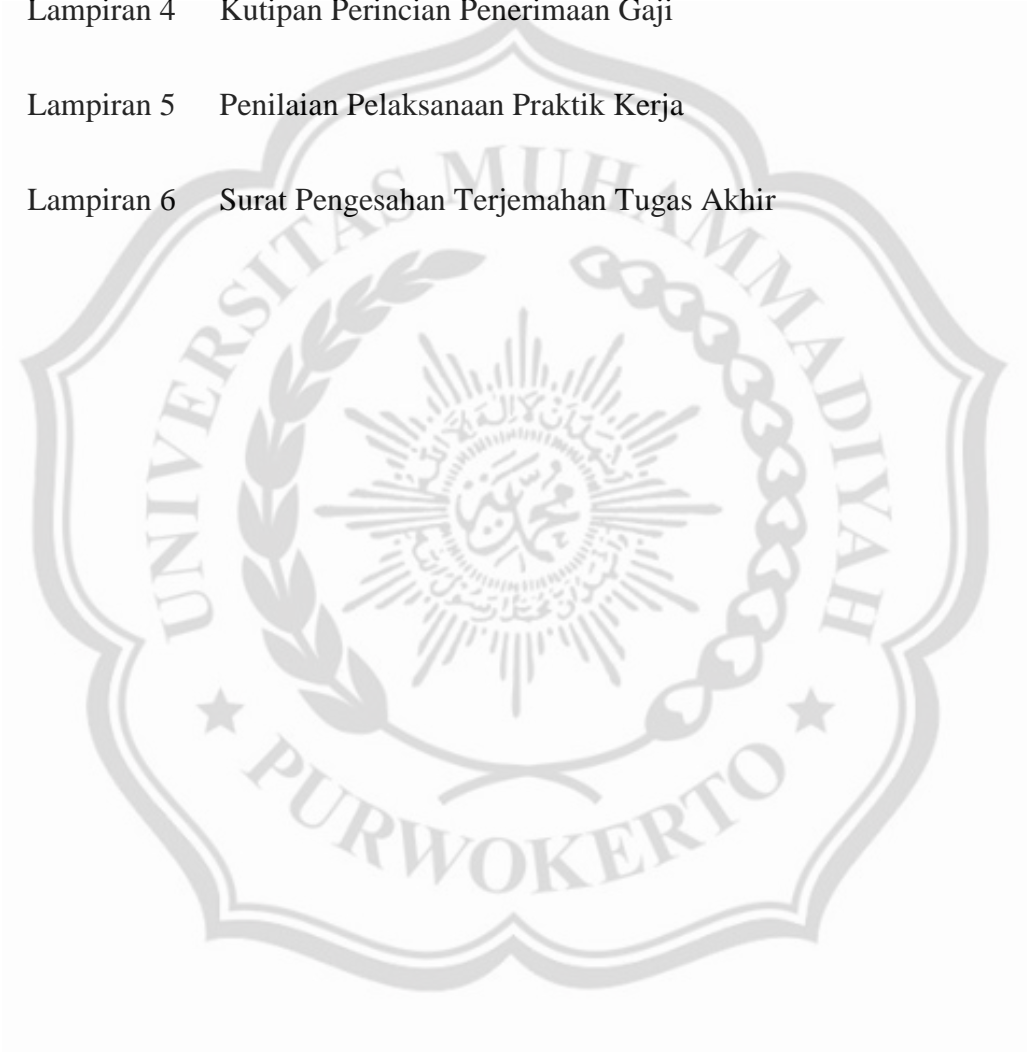 Lampiran 4 Kutipan Perincian Penerimaan Gaji
Lampiran 5 Penilaian Pelaksanaan Praktik Kerja
Lampiran 6 Surat Pengesahan Terjemahan Tugas Akhir
UNIVERSITAS MUHAMMADIYAH
PURWOKERTO